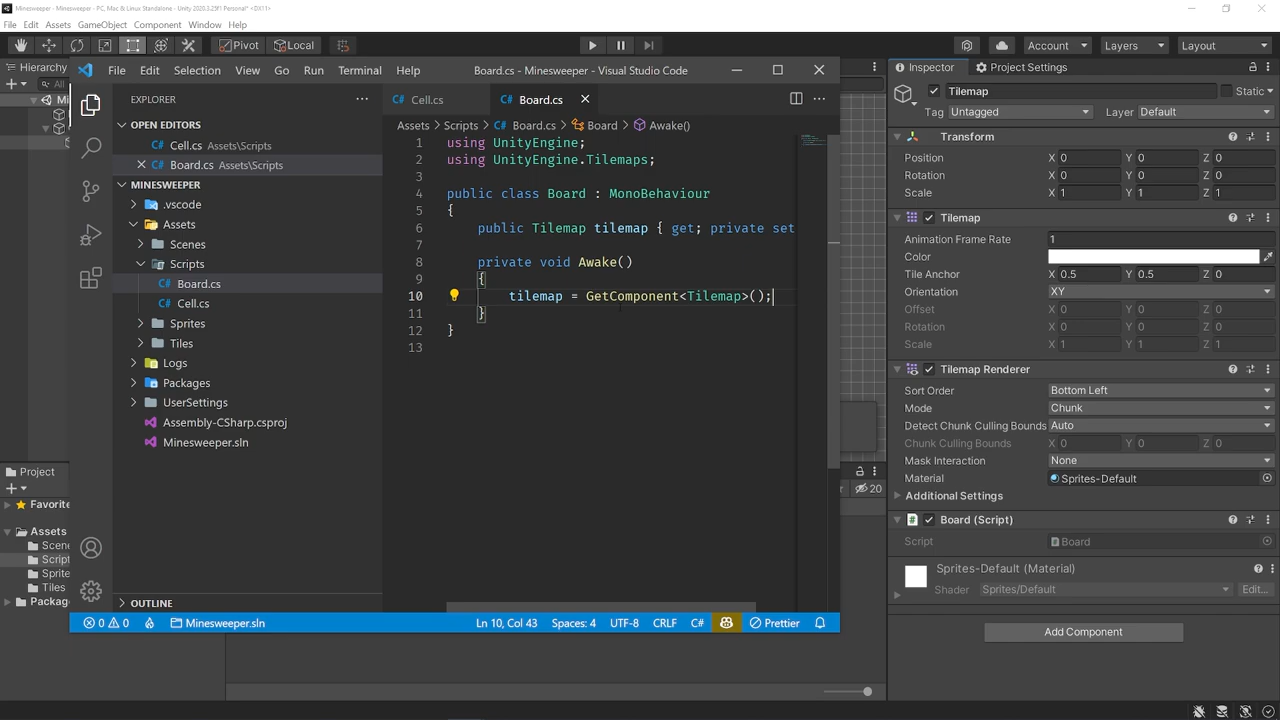 Minesweeper - Minesweeper - PC, Mac & Linux Standalone - Unity 2020.3.25f1 Personal* <DX11>
File Edit Assets GameObject Component Window Help
Pivot Local Account Layers Layout
Hierarchy
All
Mi
File Edit Selection View Go Run Terminal Help Board.cs - Minesweeper - Visual Studio Code
EXPLORER
OPEN EDITORS
Cell.cs Assets\Scripts
Board.cs Assets\Scripts
MINESWEEPER
.vscode
Assets
Scenes
Scripts
Board.cs
Cell.cs
Sprites
Tiles
Logs
Packages
UserSettings
Assembly-CSharp.csproj
Minesweeper.sln
OUTLINE
Cell.cs Board.cs
Assets > Scripts > Board.cs > Board > Awake()
1 using UnityEngine;
2 using UnityEngine.Tilemaps;
3
4 public class Board : MonoBehaviour
5 {
6 public Tilemap tilemap { get; private set
7
8 private void Awake()
9 {
10 tilemap = GetComponent<Tilemap>();
11 }
12 }
13
0 0 Minesweeper.sln Ln 10, Col 43 Spaces: 4 UTF-8 CRLF C# Prettier
Project
20
Favorite
Assets
Scene
Script
Sprite
Tiles
Packag
Inspector Project Settings
Tilemap Static
Tag Untagged Layer Default
Transform
Position X 0 Y 0 Z 0
Rotation X 0 Y 0 Z 0
Scale X 1 Y 1 Z 1
Tilemap
Animation Frame Rate 1
Color
Tile Anchor X 0.5 Y 0.5 Z 0
Orientation XY
Offset X 0 Y 0 Z 0
Rotation X 0 Y 0 Z 0
Scale X 1 Y 1 Z 1
Tilemap Renderer
Sort Order Bottom Left
Mode Chunk
Detect Chunk Culling Bounds Auto
Chunk Culling Bounds X 0 Y 0 Z 0
Mask Interaction None
Material Sprites-Default
Additional Settings
Board (Script)
Script Board
Sprites-Default (Material)
Shader Sprites/Default Edit...
Add Component